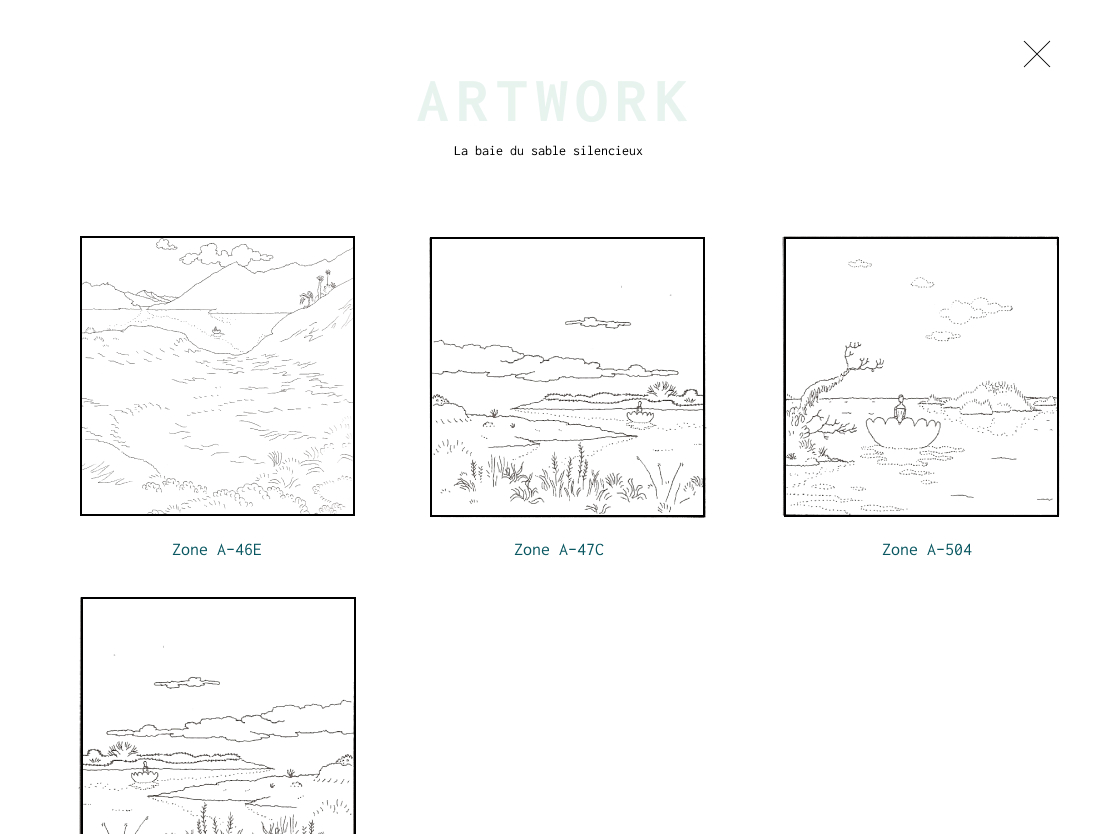 ARTWORK
La baie du sable silencieux
Zone A-46E
Zone A-47C
Zone A-504